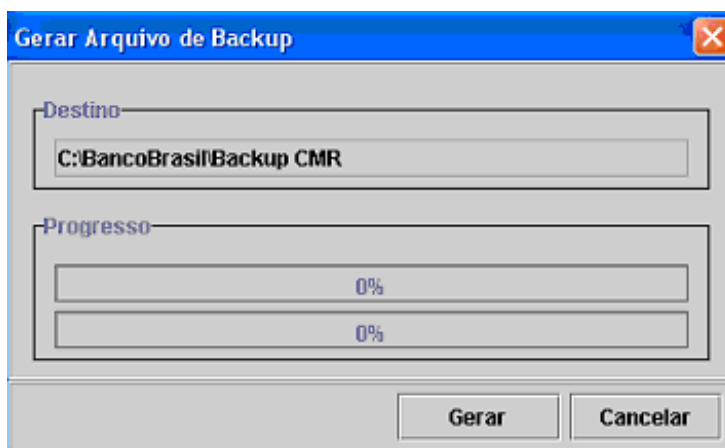 Gerar Arquivo de Backup
Destino
C:\BancoBrasil\Backup CMR
Progresso
0%
0%
Gerar
Cancelar